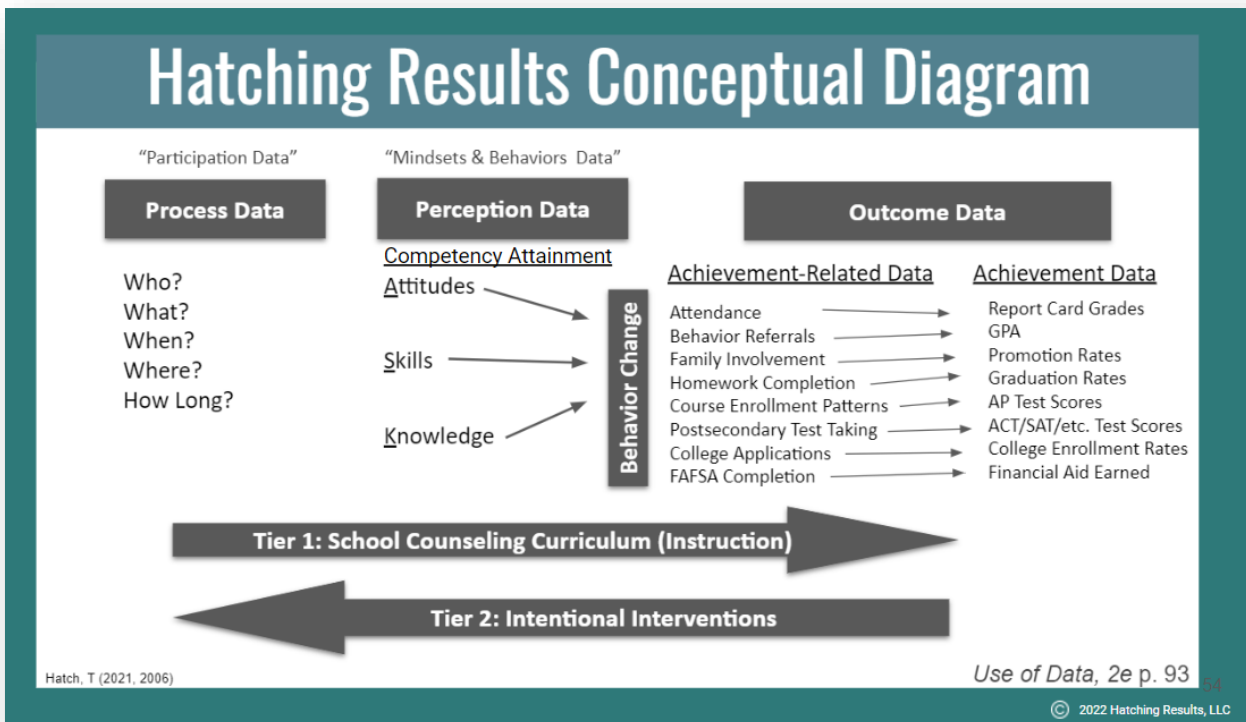 Hatching Results Conceptual Diagram
“Participation Data”
“Mindsets & Behaviors Data”
Process Data
Perception Data
Outcome Data
Who?
What?
When?
Where?
How Long?
Competency Attainment
Attitudes
Skills
Knowledge
Behavior Change
Achievement-Related Data
Attendance
Behavior Referrals
Family Involvement
Homework Completion
Course Enrollment Patterns
Postsecondary Test Taking
College Applications
FAFSA Completion
Achievement Data
Report Card Grades
GPA
Promotion Rates
Graduation Rates
AP Test Scores
ACT/SAT/etc. Test Scores
College Enrollment Rates
Financial Aid Earned
Tier 1: School Counseling Curriculum (Instruction)
Tier 2: Intentional Interventions
Hatch, T (2021, 2006)
Use of Data, 2e p. 93
54
© 2022 Hatching Results, LLC